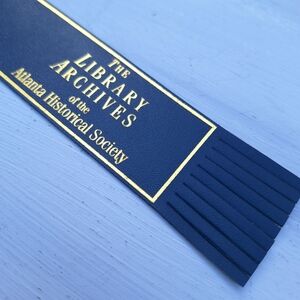 THE
LIBRARY
ARCHIVES
of the
Atlanta Historical Society